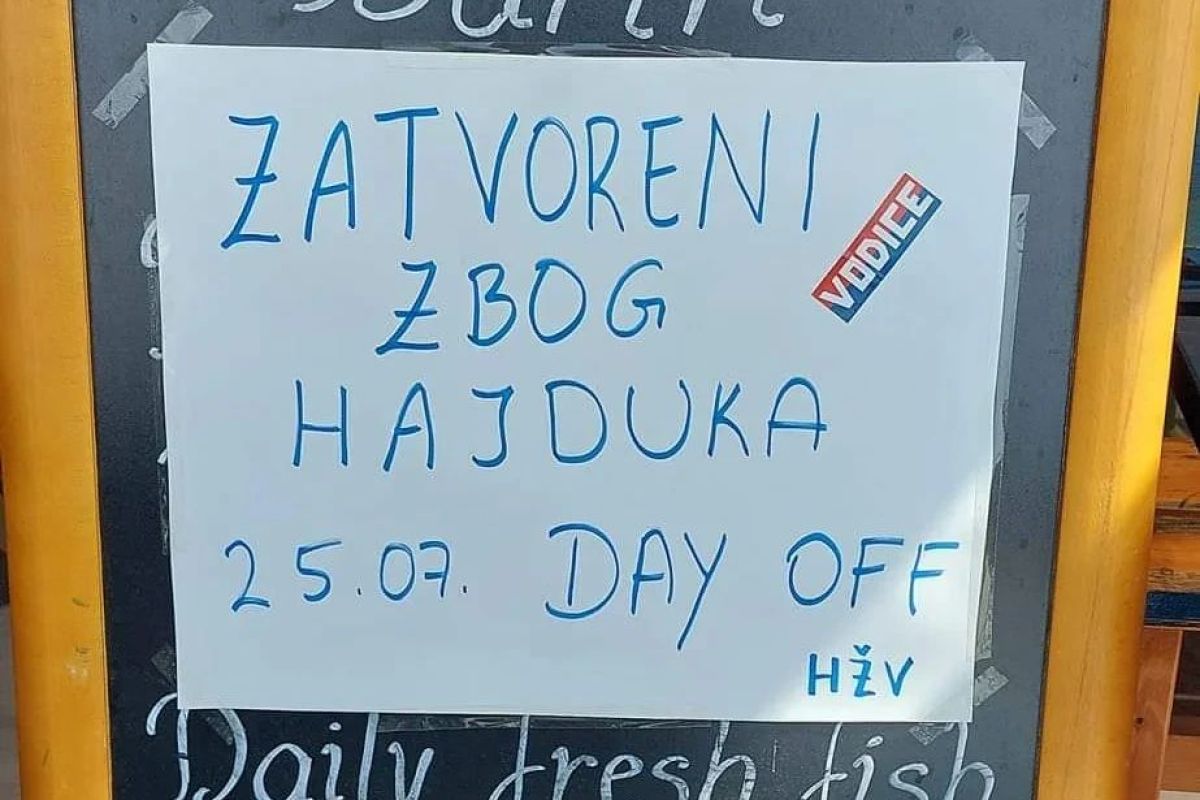 ZATVORENI
VODICE
ZBOG
HAJDUKA
25.07. DAY OFF
HŽV
Daily fresh fish